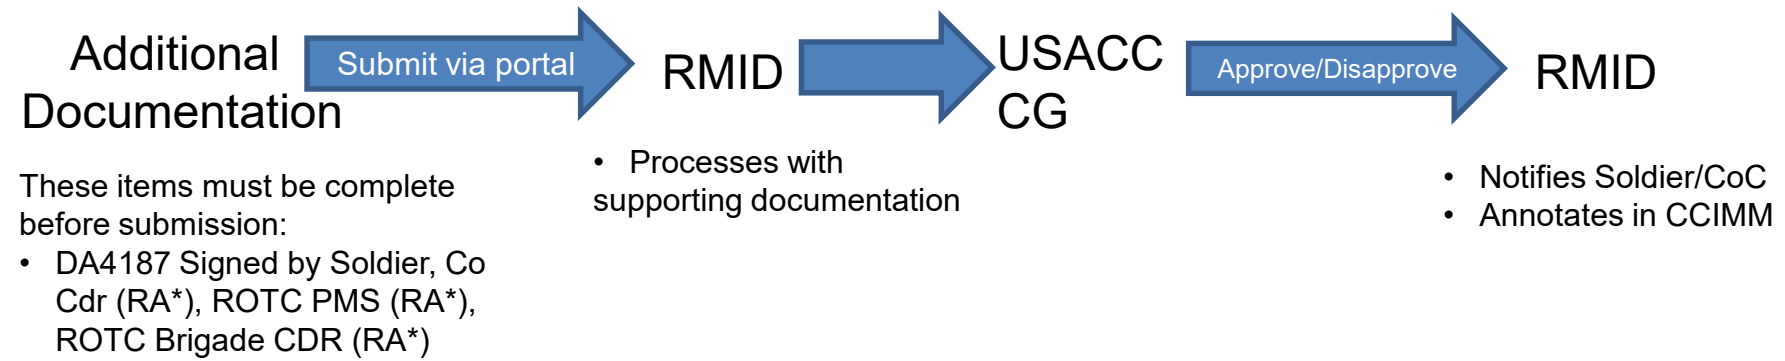 Additional
Documentation
Submit via portal
RMID
USACC
CG
Approve/Disapprove
RMID
These items must be complete
before submission:
• DA4187 Signed by Soldier, Co
Cdr (RA*), ROTC PMS (RA*),
ROTC Brigade CDR (RA*)
• Processes with
supporting documentation
• Notifies Soldier/CoC
• Annotates in CCIMM